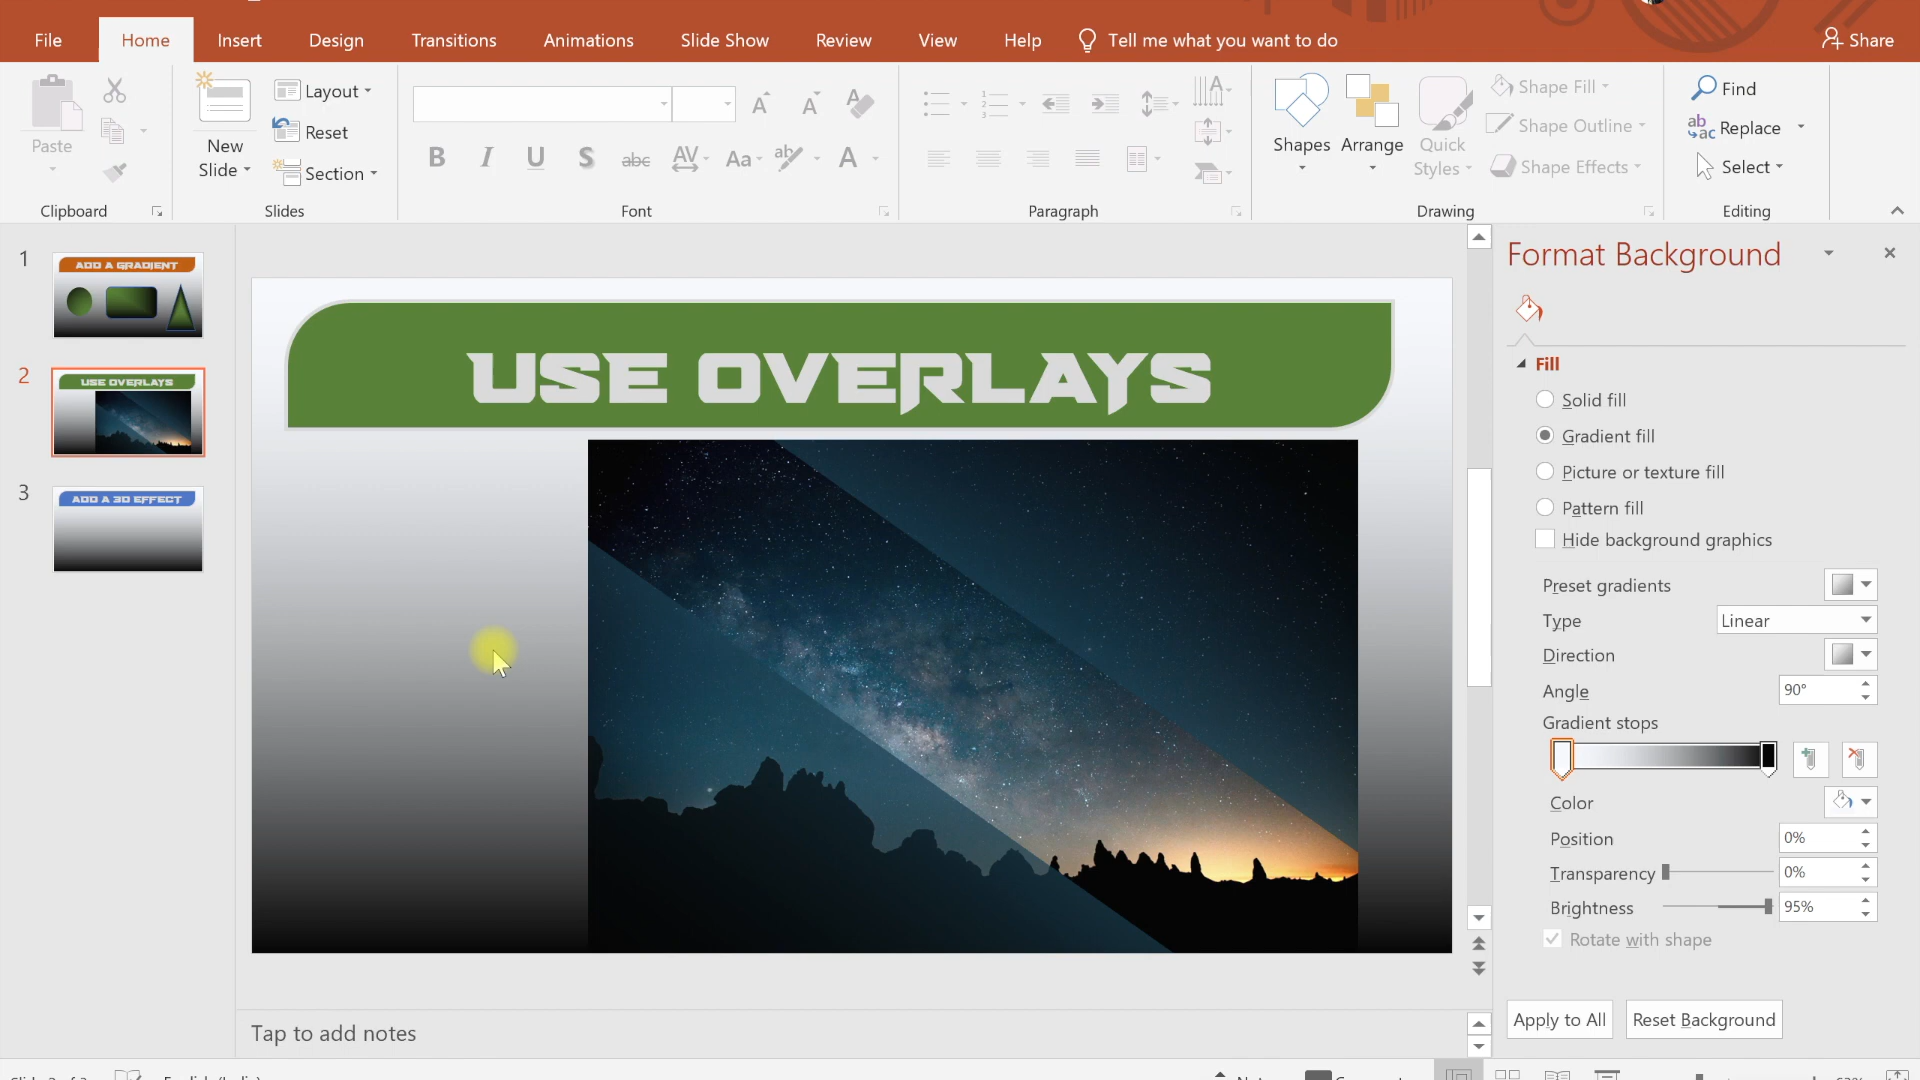 File Home Insert Design Transitions Animations Slide Show Review View Help Tell me what you want to do Share
Paste
New
Slide
Layout
Reset
Section
B I U S abc AV Aa ab A
Shapes Arrange Quick
Styles
Shape Fill
Shape Outline
Shape Effects
Find
Replace
Select
Clipboard Slides Font Paragraph Drawing Editing
1
ADD A GRADIENT
2
USE OVERLAYS
3
ADD A 3D EFFECT
USE OVERLAYS
Tap to add notes
Format Background
Fill
Solid fill
Gradient fill
Picture or texture fill
Pattern fill
Hide background graphics
Preset gradients
Type Linear
Direction
Angle 90°
Gradient stops
Color
Position 0%
Transparency 0%
Brightness 95%
Rotate with shape
Apply to All Reset Background